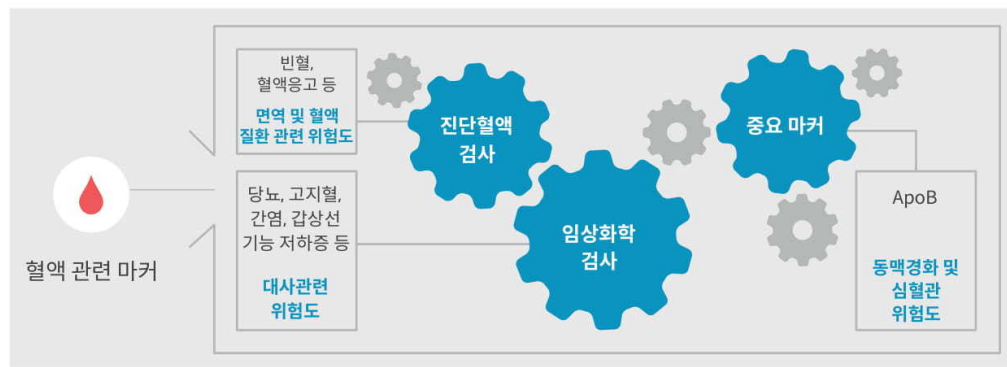 혈액 관련 마커
빈혈,
혈액응고 등
면역 및 혈액
질환 관련 위험도
당뇨, 고지혈,
간염, 갑상선
기능 저하증 등
대사관련
위험도
진단혈액
검사
임상화학
검사
중요 마커
ApoB
동맥경화 및
심혈관
위험도